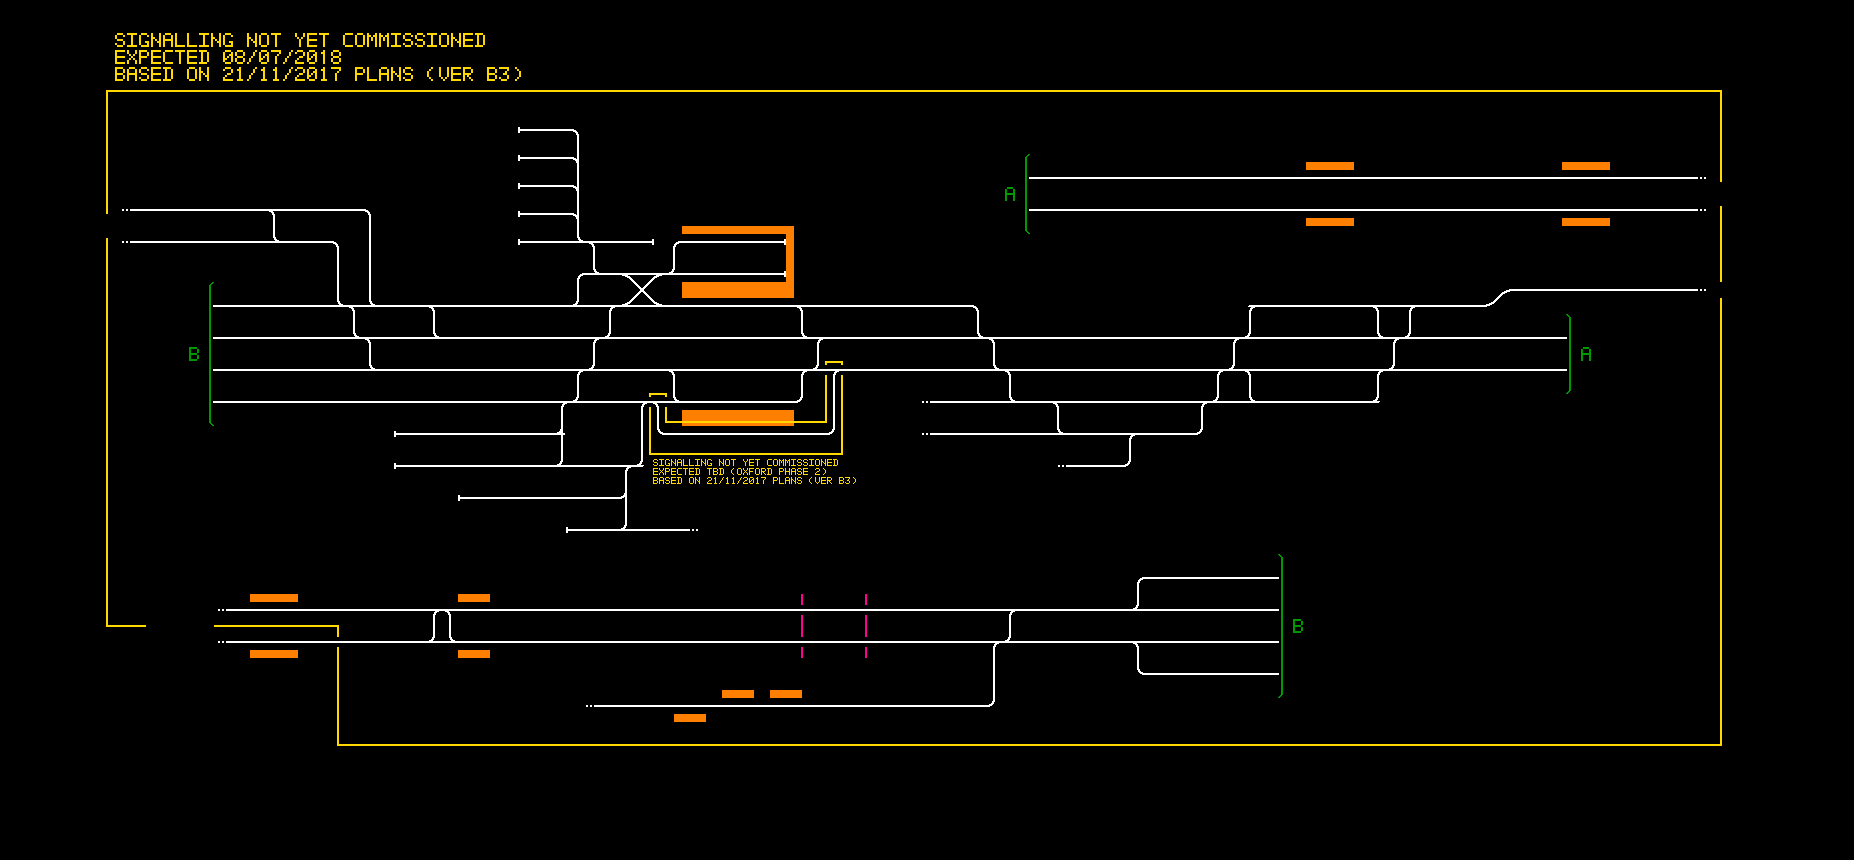 SIGNALLING NOT YET COMMISSIONED
EXPECTED 08/07/2018
BASED ON 21/11/2017 PLANS (VER B3)
A
B
A
SIGNALLING NOT YET COMMISSIONED
EXPECTED TBD (OXFORD PHASE 2)
BASED ON 21/11/2017 PLANS (VER B3)
B